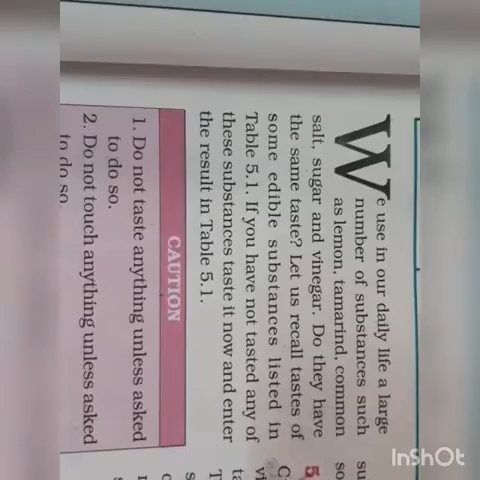 We use in our daily life a large
number of substances such
as lemon, tamarind, common
salt, sugar and vinegar. Do they have
the same taste? Let us recall tastes of
some edible substances listed in
Table 5.1. If you have not tasted any of
these substances taste it now and enter
the result in Table 5.1.
CAUTION
1. Do not taste anything unless asked
to do so.
2. Do not touch anything unless asked
to do so.
InShOt